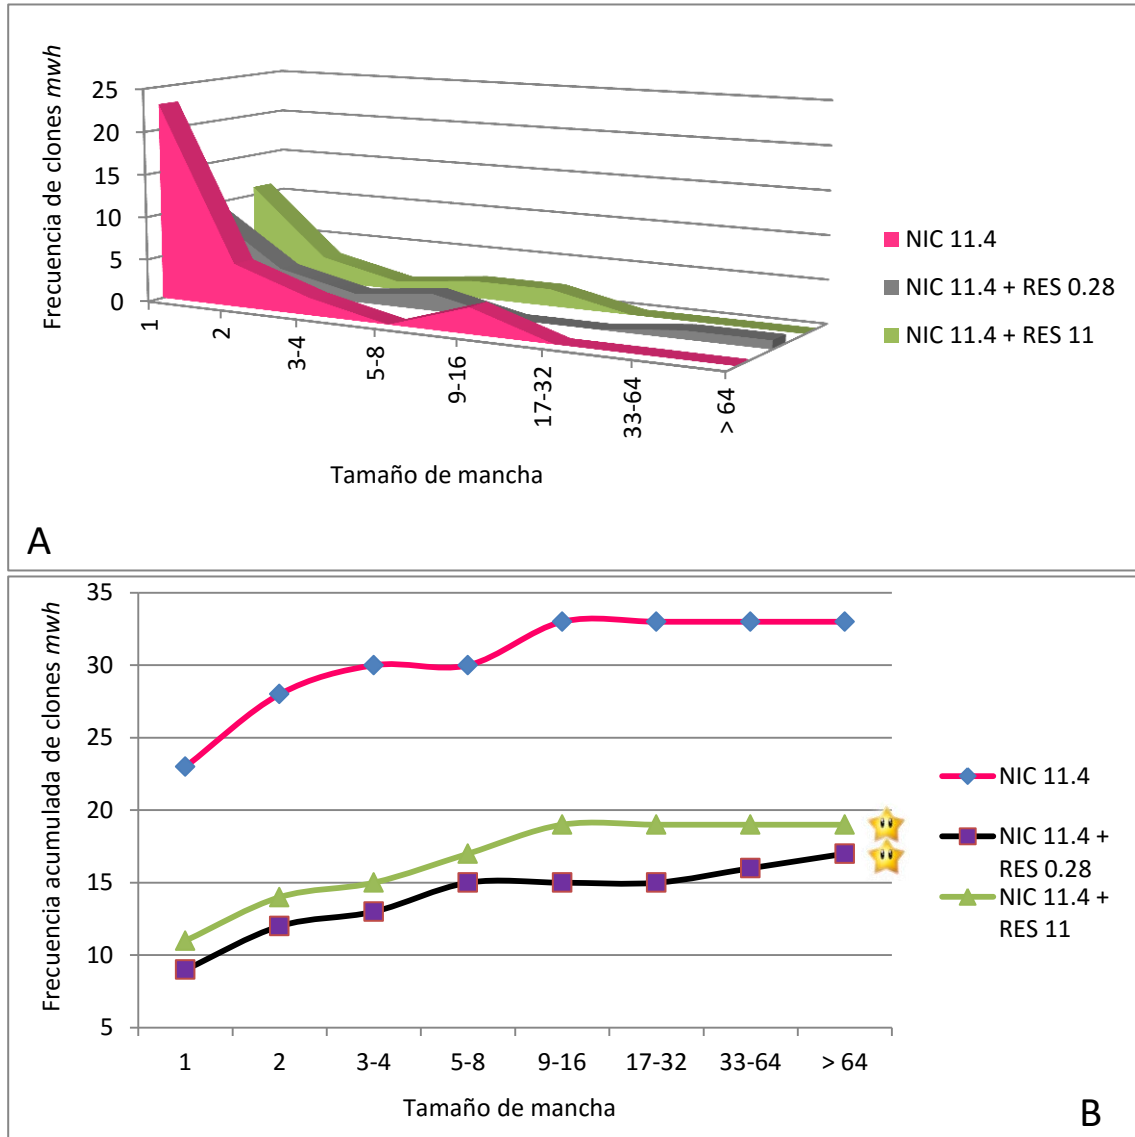 Frecuencia de clones mwh
25
20
15
10
5
0
1
2
3-4
5-8
9-16
17-32
33-64
> 64
Tamaño de mancha
NIC 11.4
NIC 11.4 + RES 0.28
NIC 11.4 + RES 11
A
Frecuencia acumulada de clones mwh
35
30
25
20
15
10
5
1 2 3-4 5-8 9-16 17-32 33-64 > 64
Tamaño de mancha
NIC 11.4
NIC 11.4 +
RES 0.28
NIC 11.4 +
RES 11
B